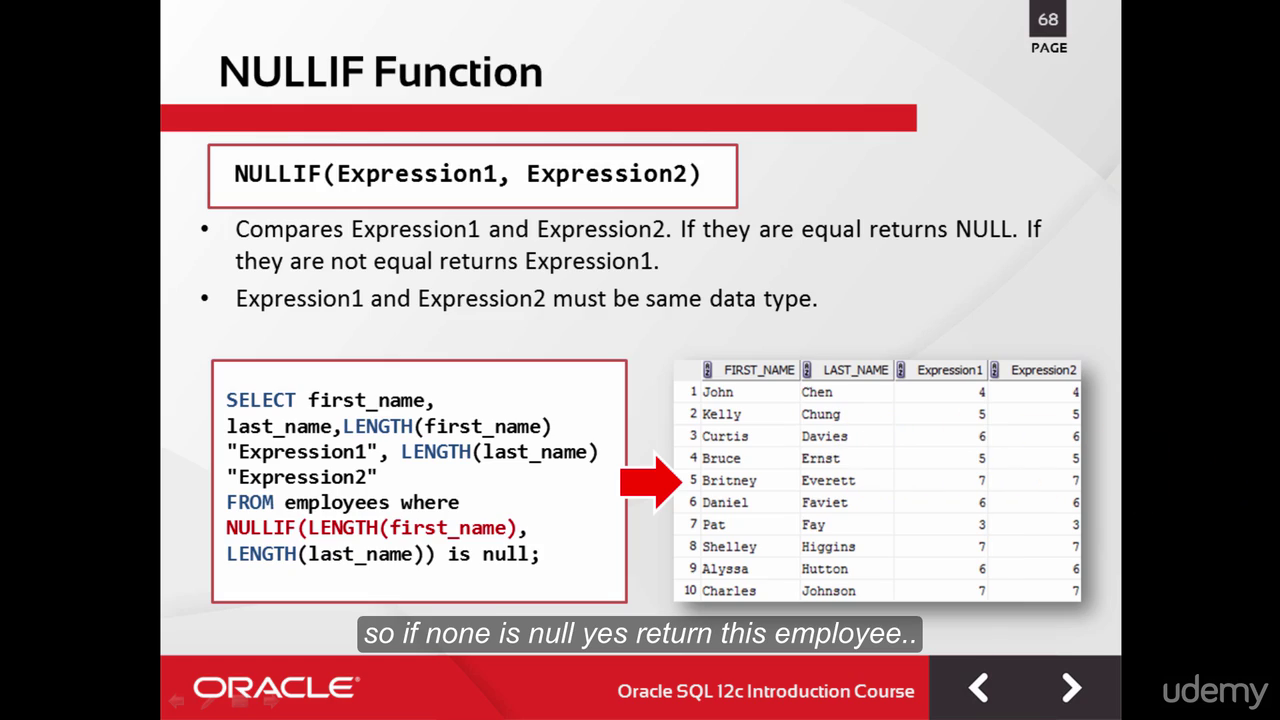 68
PAGE
NULLIF Function
NULLIF(Expression1, Expression2)
• Compares Expression1 and Expression2. If they are equal returns NULL. If
they are not equal returns Expression1.
• Expression1 and Expression2 must be same data type.
SELECT first_name,
last_name,LENGTH(first_name)
"Expression1", LENGTH(last_name)
"Expression2"
FROM employees where
NULLIF(LENGTH(first_name),
LENGTH(last_name)) is null;
FIRST_NAME LAST_NAME Expression1 Expression2
1 John Chen 4 4
2 Kelly Chung 5 5
3 Curtis Davies 6 6
4 Bruce Ernst 5 5
5 Britney Everett 7 7
6 Daniel Faviet 6 6
7 Pat Fay 3 3
8 Shelley Higgins 7 7
9 Alyssa Hutton 6 6
10 Charles Johnson 7 7
so if none is null yes return this employee..
ORACLE®
Oracle SQL 12c Introduction Course
udemy